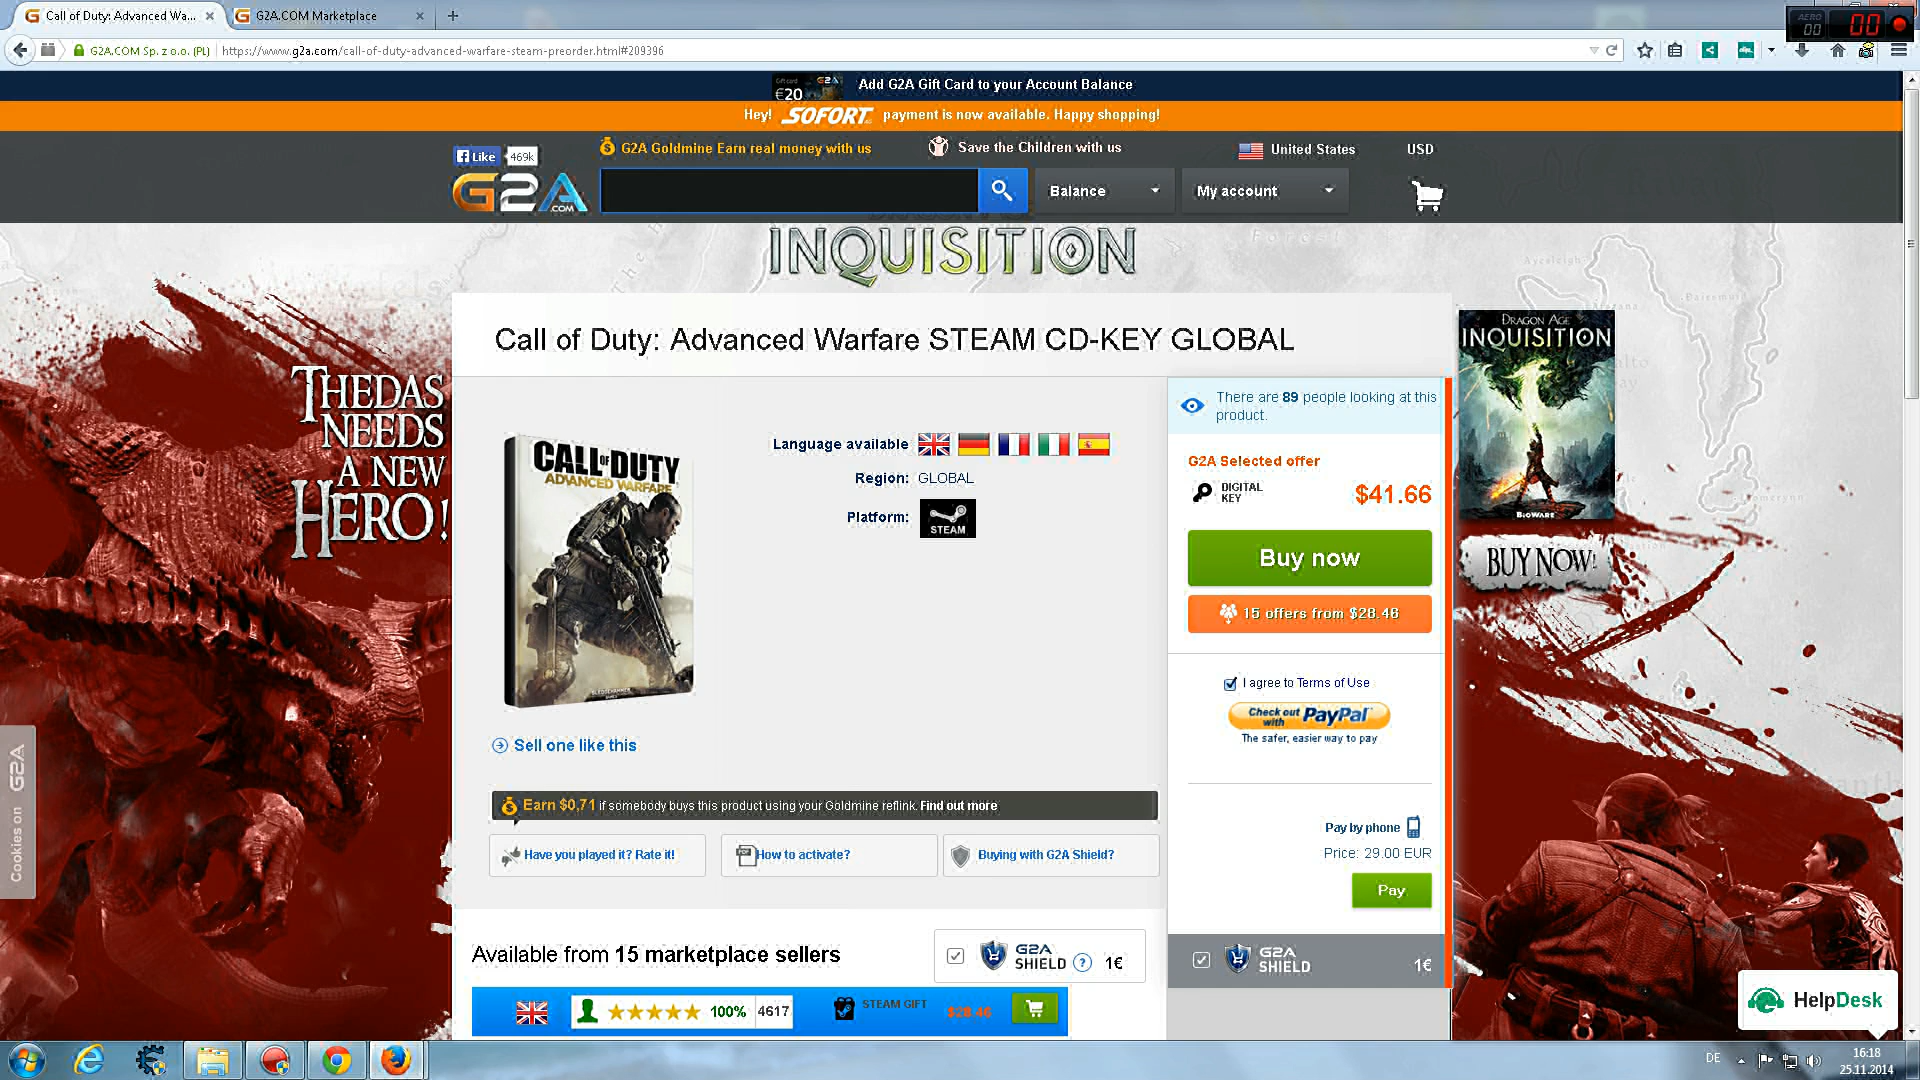 Call of Duty: Advanced Wa...
G2A.COM Marketplace
AERO
00
00
G2A.COM Sp. z o.o. (PL)
https://www.g2a.com/call-of-duty-advanced-warfare-steam-preorder.html#209396
Gift card G2A
€20
Add G2A Gift Card to your Account Balance
Hey! SOFORT payment is now available. Happy shopping!
Like 469k
G2A Goldmine Earn real money with us
Save the Children with us
United States
USD
G2A.COM
Balance
My account
INQUISITION
THEDAS
NEEDS
A NEW
HERO!
Call of Duty: Advanced Warfare STEAM CD-KEY GLOBAL
CALL OF DUTY
ADVANCED WARFARE
SLEDGEHAMMER
GAMES
Language available
Region: GLOBAL
Platform: STEAM
There are 89 people looking at this
product.
G2A Selected offer
DIGITAL
KEY
$41.66
Buy now
15 offers from $28.46
I agree to Terms of Use
Check out
with PayPal
The safer, easier way to pay
Pay by phone
Price: 29.00 EUR
Pay
G2A
SHIELD
1€
DRAGON AGE
INQUISITION
BIOWARE
BUY NOW!
Sell one like this
Earn $0,71 if somebody buys this product using your Goldmine reflink. Find out more
Have you played it? Rate it!
How to activate?
Buying with G2A Shield?
Available from 15 marketplace sellers
G2A
SHIELD ? 1€
100% 4617
STEAM GIFT
$28.46
Cookies on G2A
HelpDesk
DE
16:18
25.11.2014